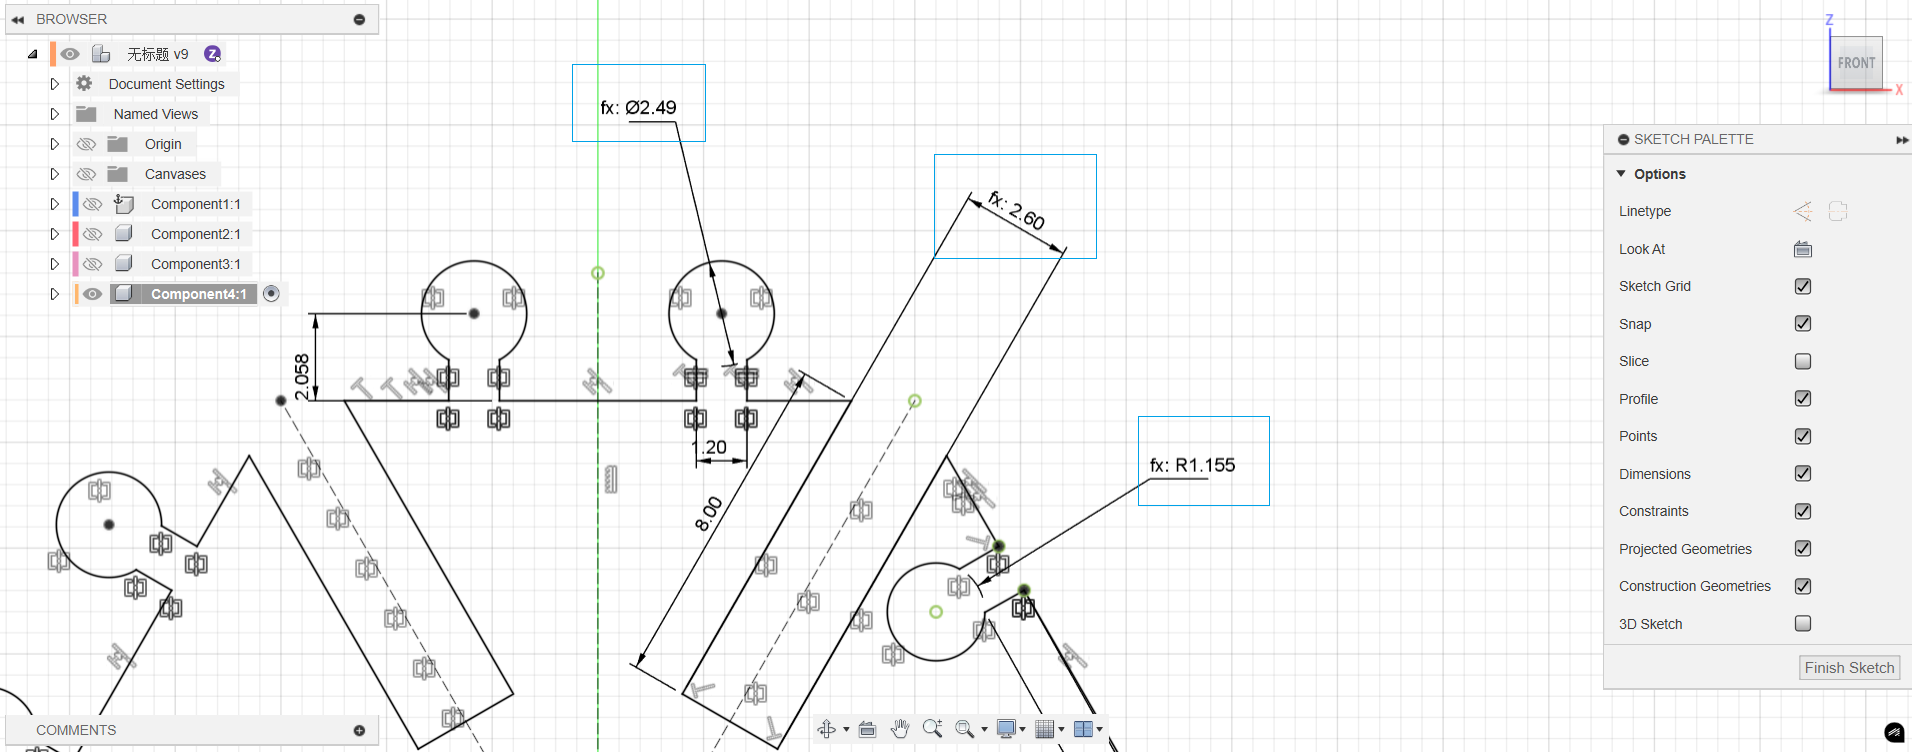 BROWSER
无标题 v9
Document Settings
Named Views
Origin
Canvases
Component1:1
Component2:1
Component3:1
Component4:1
COMMENTS
fx: Ø2.49
fx: 2.60
2.058
1.20
8.00
fx: R1.155
Z
FRONT
X
SKETCH PALETTE
Options
Linetype
Look At
Sketch Grid
Snap
Slice
Profile
Points
Dimensions
Constraints
Projected Geometries
Construction Geometries
3D Sketch
Finish Sketch